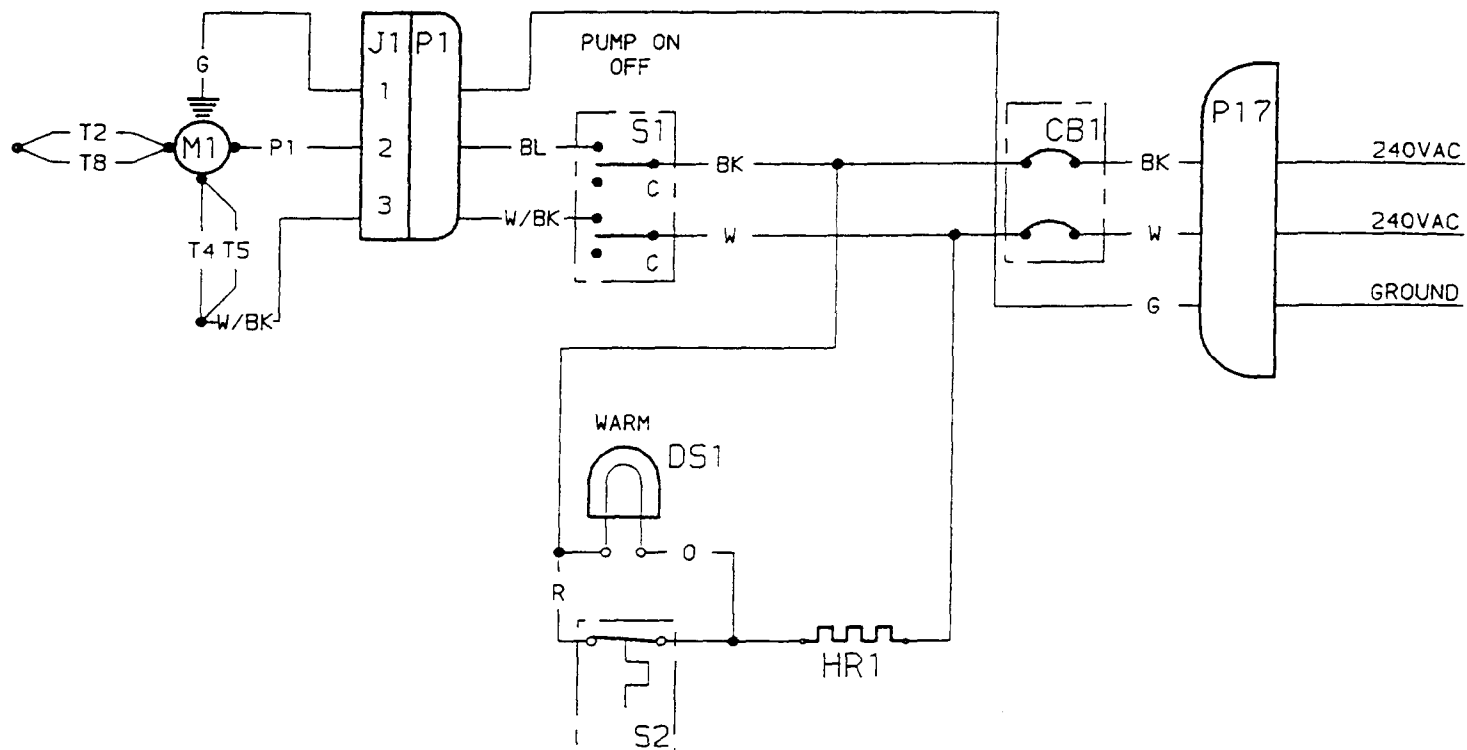 J1 P1
PUMP ON
OFF
G
1
S1
CB1
P17
T2
T8
M1
P1
2
BL
BK
BK
240VAC
C
3
W/BK
W
W
240VAC
T4 T5
C
W/BK
G
GROUND
WARM
DS1
O
R
HR1
S2